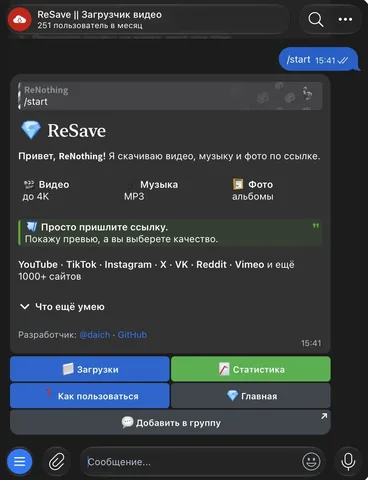 ReSave || Загрузчик видео
251 пользователь в месяц
/start 15:41
ReNothing
/start
ReSave
Привет, ReNothing! Я скачиваю видео, музыку и фото по ссылке.
Видео Музыка Фото
до 4K MP3 альбомы
Просто пришлите ссылку.
Покажу превью, а вы выберете качество.
YouTube · TikTok · Instagram · X · VK · Reddit · Vimeo и ещё
1000+ сайтов
Что ещё умею
Разработчик: @daich · GitHub
15:41
Загрузки Статистика
Как пользоваться Главная
Добавить в группу
Сообщение...